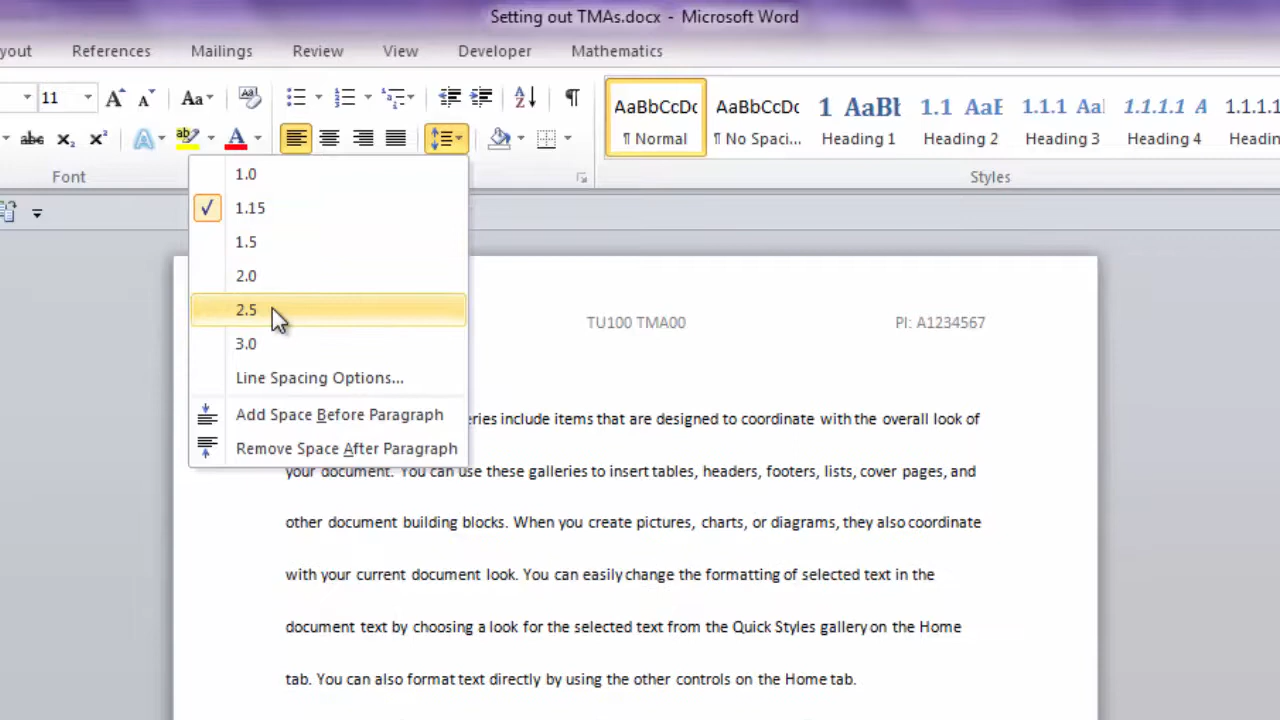 Setting out TMAs.docx - Microsoft Word
yout References Mailings Review View Developer Mathematics
11 Aa
AaBbCcDc AaBbCcDc 1 AaBl 1.1 AaE 1.1.1 Aa 1.1.1.1 A 1.1.1.1
abc x₂ x² A ab A
¶ Normal ¶ No Spaci... Heading 1 Heading 2 Heading 3 Heading 4 Headin
Font Styles
1.0
1.15
1.5
2.0
2.5
3.0
Line Spacing Options...
Add Space Before Paragraph
Remove Space After Paragraph
TU100 TMA00 PI: A1234567
eries include items that are designed to coordinate with the overall look of
your document. You can use these galleries to insert tables, headers, footers, lists, cover pages, and
other document building blocks. When you create pictures, charts, or diagrams, they also coordinate
with your current document look. You can easily change the formatting of selected text in the
document text by choosing a look for the selected text from the Quick Styles gallery on the Home
tab. You can also format text directly by using the other controls on the Home tab.